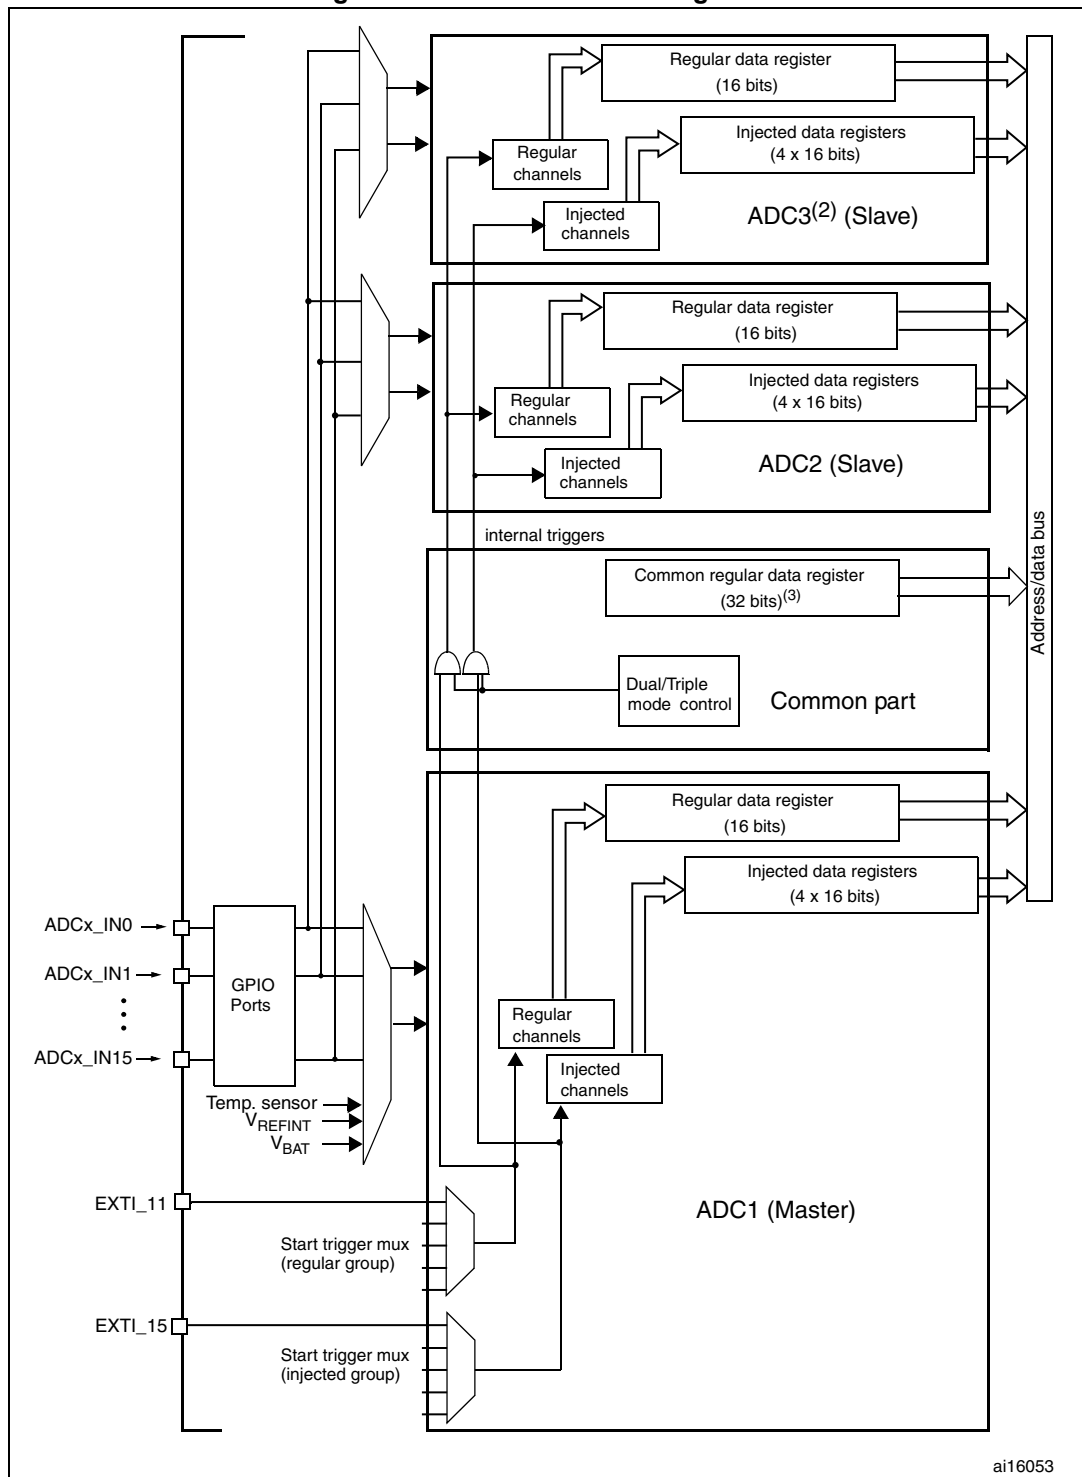 Regular data register
(16 bits)
Injected data registers
(4 x 16 bits)
Regular
channels
Injected
channels
ADC3(2) (Slave)
Regular data register
(16 bits)
Injected data registers
(4 x 16 bits)
Regular
channels
Injected
channels
ADC2 (Slave)
internal triggers
Common regular data register
(32 bits)(3)
Dual/Triple
mode control
Common part
Address/data bus
Regular data register
(16 bits)
Injected data registers
(4 x 16 bits)
ADCx_IN0
ADCx_IN1
ADCx_IN15
GPIO
Ports
Regular
channels
Injected
channels
Temp. sensor
VREFINT
VBAT
EXTI_11
ADC1 (Master)
Start trigger mux
(regular group)
EXTI_15
Start trigger mux
(injected group)
ai16053